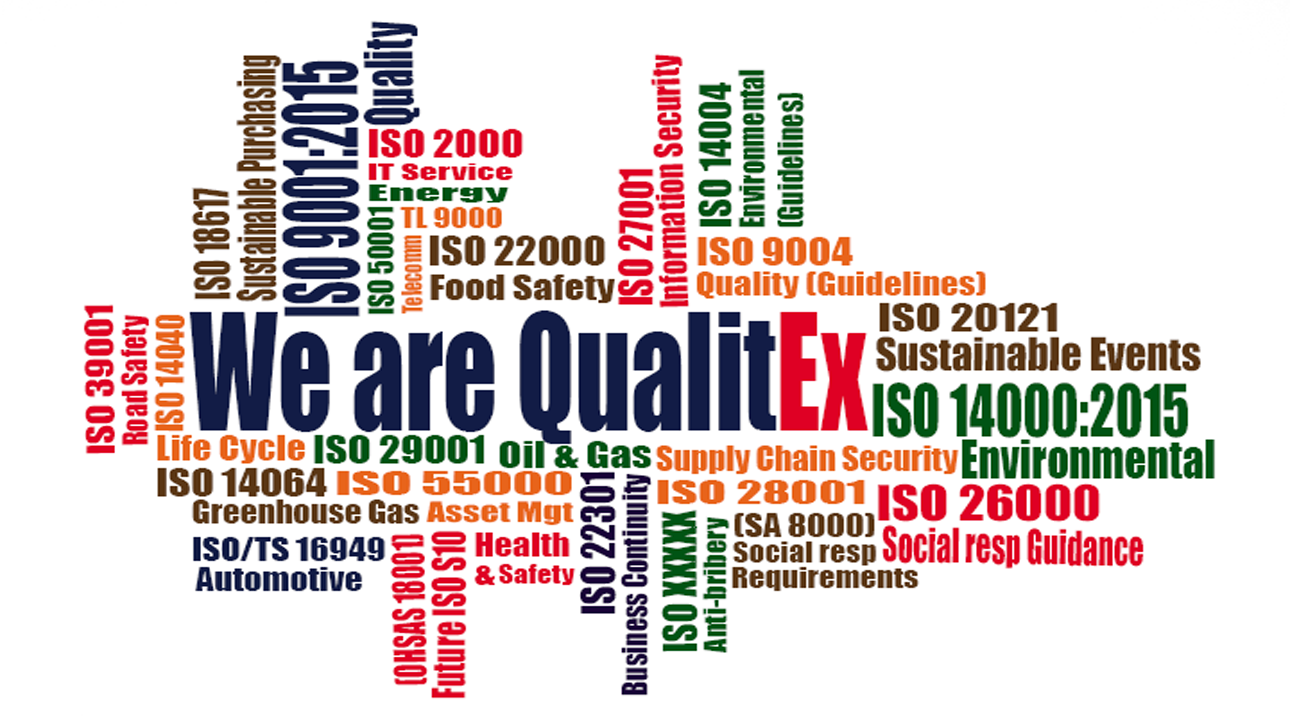 Quality
ISO 9001:2015
Sustainable Purchasing
ISO 18617
ISO 2000
IT Service
Energy
ISO 50001
TL 9000
Telecomm
ISO 22000
Food Safety
ISO 27001
Information Security
ISO 14004
Environmental
(Guidelines)
ISO 9004
Quality (Guidelines)
ISO 39001
Road Safety
ISO 14040
We are QualitEx
ISO 20121
Sustainable Events
ISO 14000:2015
Environmental
Life Cycle
ISO 29001
Oil & Gas
Supply Chain Security
ISO 14064
Greenhouse Gas
ISO 55000
Asset Mgt
ISO 28001
ISO 26000
Social resp Guidance
ISO/TS 16949
Automotive
(OHSAS 18001)
Future ISO S10
Health
& Safety
ISO 22301
Business Continuity
ISO XXXXX
Anti-bribery
(SA 8000)
Social resp
Requirements